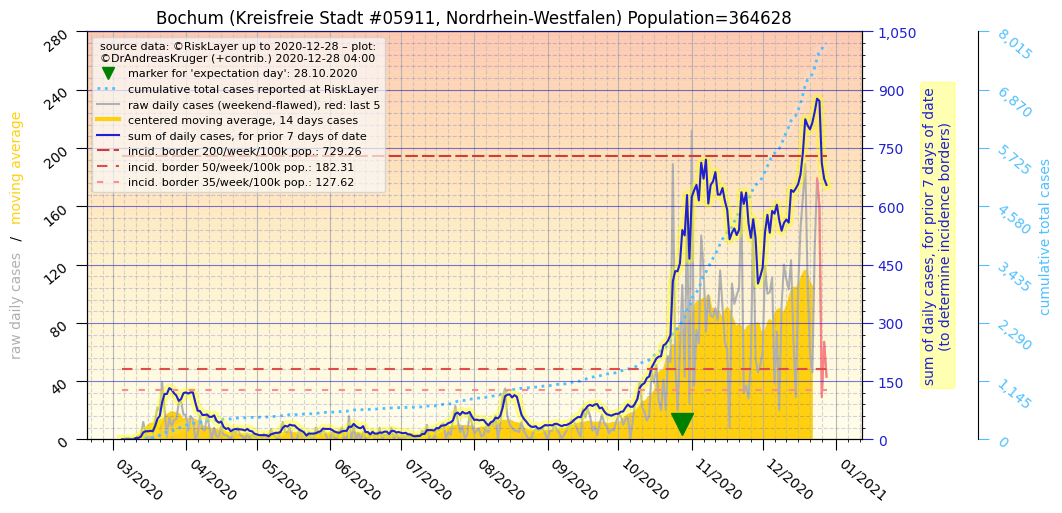 Bochum (Kreisfreie Stadt #05911, Nordrhein-Westfalen) Population=364628
source data: ©RiskLayer up to 2020-12-28 – plot:
©DrAndreasKruger (+contrib.) 2020-12-28 04:00
marker for 'expectation day': 28.10.2020
cumulative total cases reported at RiskLayer
raw daily cases (weekend-flawed), red: last 5
centered moving average, 14 days cases
sum of daily cases, for prior 7 days of date
incid. border 200/week/100k pop.: 729.26
incid. border 50/week/100k pop.: 182.31
incid. border 35/week/100k pop.: 127.62
raw daily cases / moving average
280
240
200
160
120
80
40
0
1,050
900
750
600
450
300
150
0
sum of daily cases, for prior 7 days of date
(to determine incidence borders)
8,015
6,870
5,725
4,580
3,435
2,290
1,145
0
cumulative total cases
03/2020
04/2020
05/2020
06/2020
07/2020
08/2020
09/2020
10/2020
11/2020
12/2020
01/2021